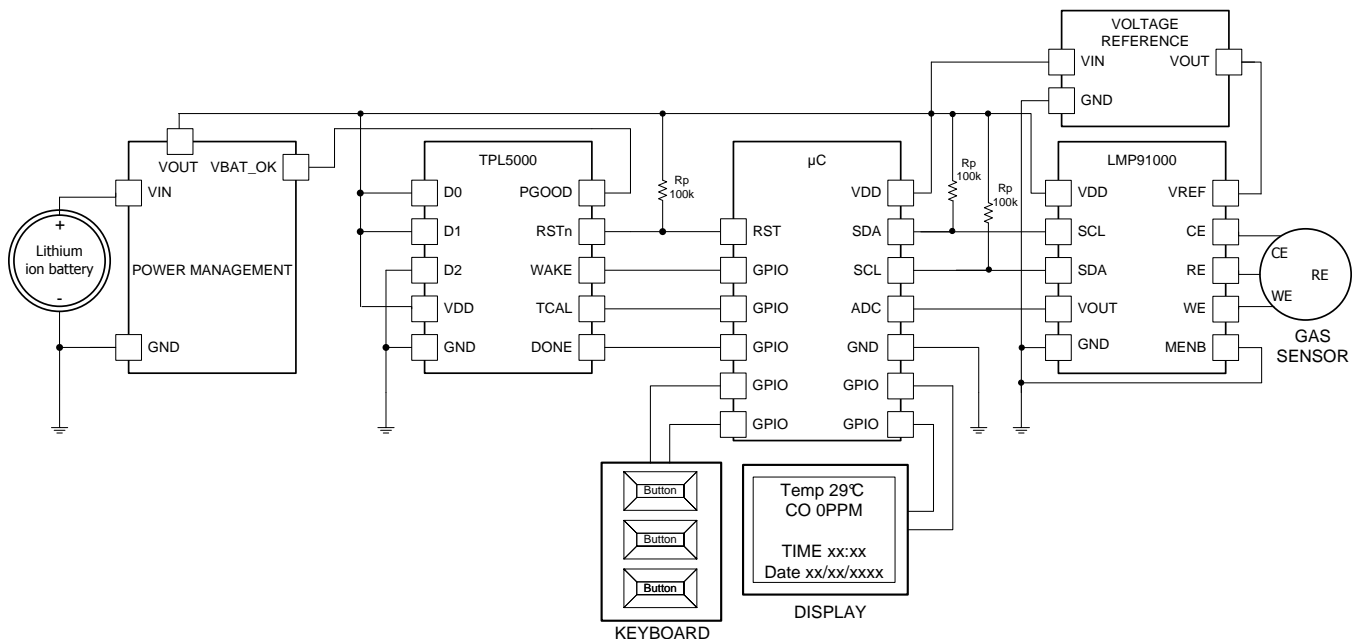 VOLTAGE
REFERENCE
VIN
VOUT
GND
VOUT
VBAT_OK
VIN
POWER MANAGEMENT
GND
+
Lithium
ion battery
-
TPL5000
D0
D1
D2
VDD
GND
PGOOD
RSTn
WAKE
TCAL
DONE
Rp
100k
µC
RST
GPIO
GPIO
GPIO
GPIO
GPIO
VDD
SDA
SCL
ADC
GND
GPIO
GPIO
Rp
100k
Rp
100k
LMP91000
VDD
SCL
SDA
VOUT
GND
VREF
CE
RE
WE
MENB
CE
RE
WE
GAS
SENSOR
Button
Button
Button
KEYBOARD
Temp 29°C
CO 0PPM
TIME xx:xx
Date xx/xx/xxxx
DISPLAY